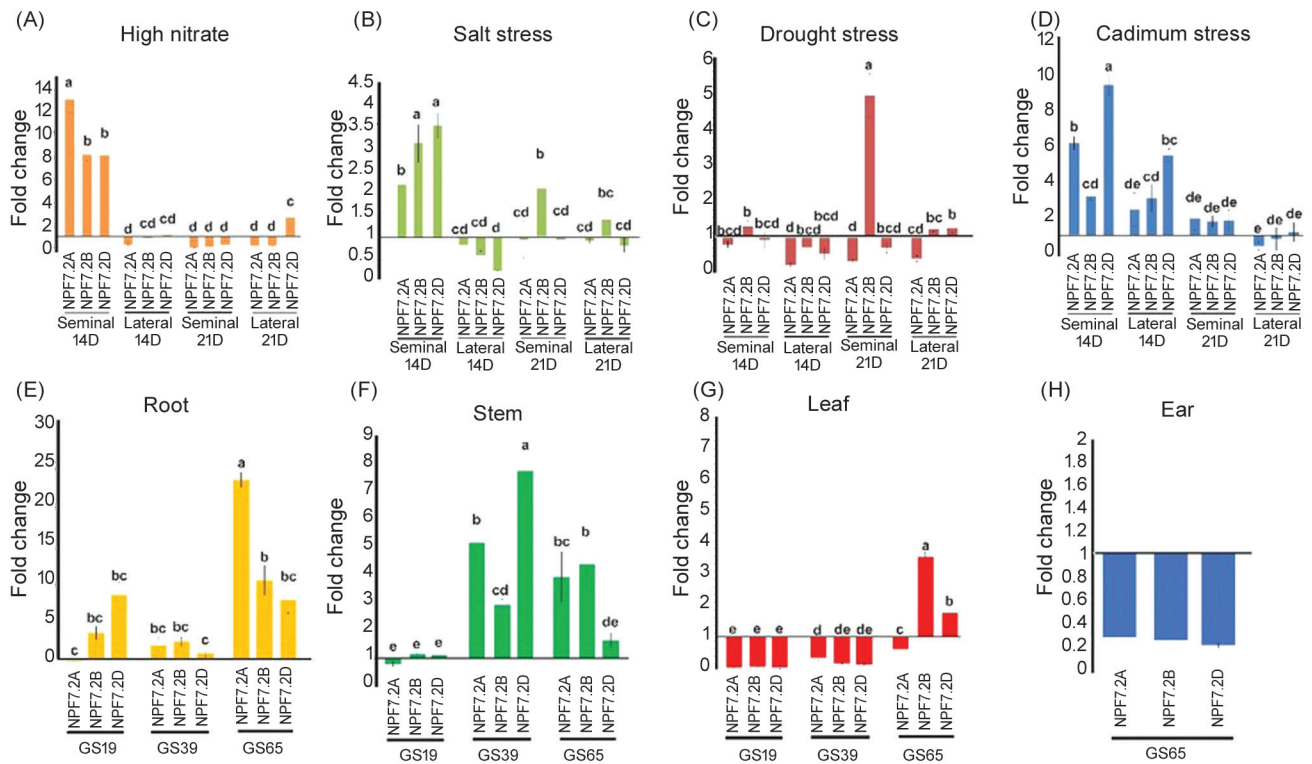 (A)
High nitrate
Fold change
14
12
10
8
6
4
2
1
0
a
b
b
d
cd
cd
d
d
d
d
d
c
NPF7.2A
NPF7.2B
NPF7.2D
NPF7.2A
NPF7.2B
NPF7.2D
NPF7.2A
NPF7.2B
NPF7.2D
NPF7.2A
NPF7.2B
NPF7.2D
Seminal Lateral Seminal Lateral
14D 14D 21D 21D
(B)
Salt stress
Fold change
4.5
4
3.5
3
2.5
2
1.5
1
0.5
0
b
a
a
cd
cd
d
cd
b
cd
cd
bc
cd
NPF7.2A
NPF7.2B
NPF7.2D
NPF7.2A
NPF7.2B
NPF7.2D
NPF7.2A
NPF7.2B
NPF7.2D
NPF7.2A
NPF7.2B
NPF7.2D
Seminal Lateral Seminal Lateral
14D 14D 21D 21D
(C)
Drought stress
Fold change
6
5
4
3
2
1
0
bcd
b
bcd
d
bcd
cd
d
a
d
cd
bc
b
NPF7.2A
NPF7.2B
NPF7.2D
NPF7.2A
NPF7.2B
NPF7.2D
NPF7.2A
NPF7.2B
NPF7.2D
NPF7.2A
NPF7.2B
NPF7.2D
Seminal Lateral Seminal Lateral
14D 14D 21D 21D
(D)
Cadimum stress
Fold change
12
10
8
6
4
2
0
b
cd
a
de
cd
bc
de
de
de
e
de
de
NPF7.2A
NPF7.2B
NPF7.2D
NPF7.2A
NPF7.2B
NPF7.2D
NPF7.2A
NPF7.2B
NPF7.2D
NPF7.2A
NPF7.2B
NPF7.2D
Seminal Lateral Seminal Lateral
14D 14D 21D 21D
(E)
Root
Fold change
30
25
20
15
10
5
0
c
bc
bc
bc
bc
c
a
b
bc
NPF7.2A
NPF7.2B
NPF7.2D
NPF7.2A
NPF7.2B
NPF7.2D
NPF7.2A
NPF7.2B
NPF7.2D
GS19 GS39 GS65
(F)
Stem
Fold change
9
8
7
6
5
4
3
2
1
0
e
e
e
b
cd
a
bc
b
de
NPF7.2A
NPF7.2B
NPF7.2D
NPF7.2A
NPF7.2B
NPF7.2D
NPF7.2A
NPF7.2B
NPF7.2D
GS19 GS39 GS65
(G)
Leaf
Fold change
8
7
6
5
4
3
2
1
0
e
e
e
d
de
de
c
a
b
NPF7.2A
NPF7.2B
NPF7.2D
NPF7.2A
NPF7.2B
NPF7.2D
NPF7.2A
NPF7.2B
NPF7.2D
GS19 GS39 GS65
(H)
Ear
Fold change
2
1.8
1.6
1.4
1.2
1
0.8
0.6
0.4
0.2
0
NPF7.2A
NPF7.2B
NPF7.2D
GS65